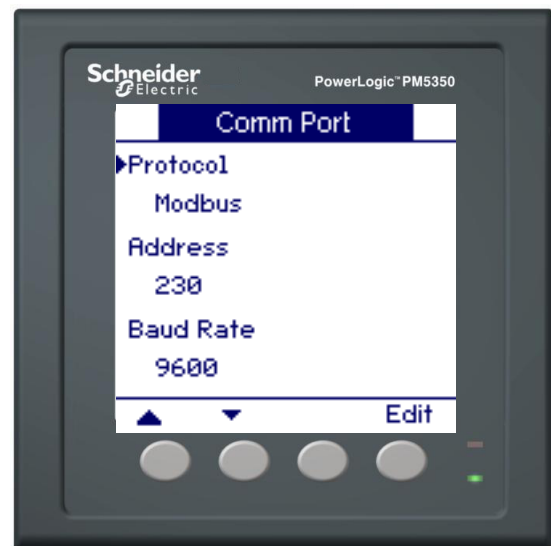 Schneider
Electric
PowerLogic™ PM5350
Comm Port
Protocol
Modbus
Address
230
Baud Rate
9600
Edit